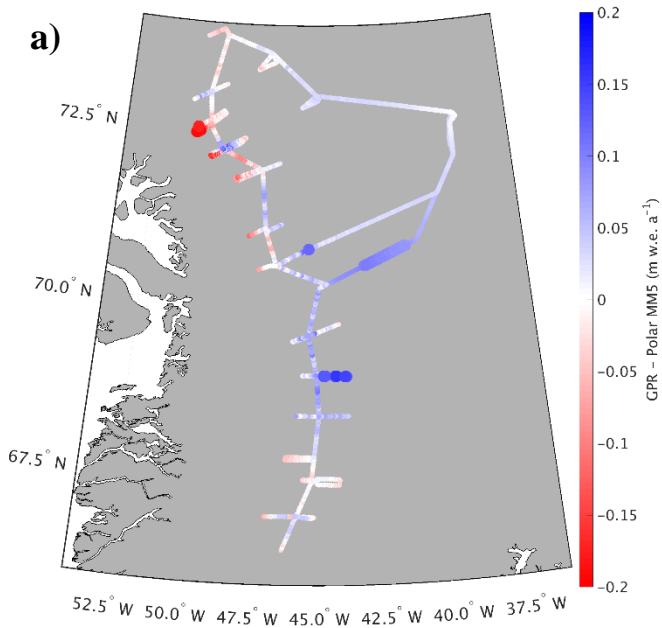 a)
72.5° N
70.0° N
67.5° N
52.5° W 50.0° W 47.5° W 45.0° W 42.5° W 40.0° W 37.5° W
0.2
0.15
0.1
0.05
0
−0.05
−0.1
−0.15
−0.2
GPR − Polar MM5 (m w.e. a⁻¹)